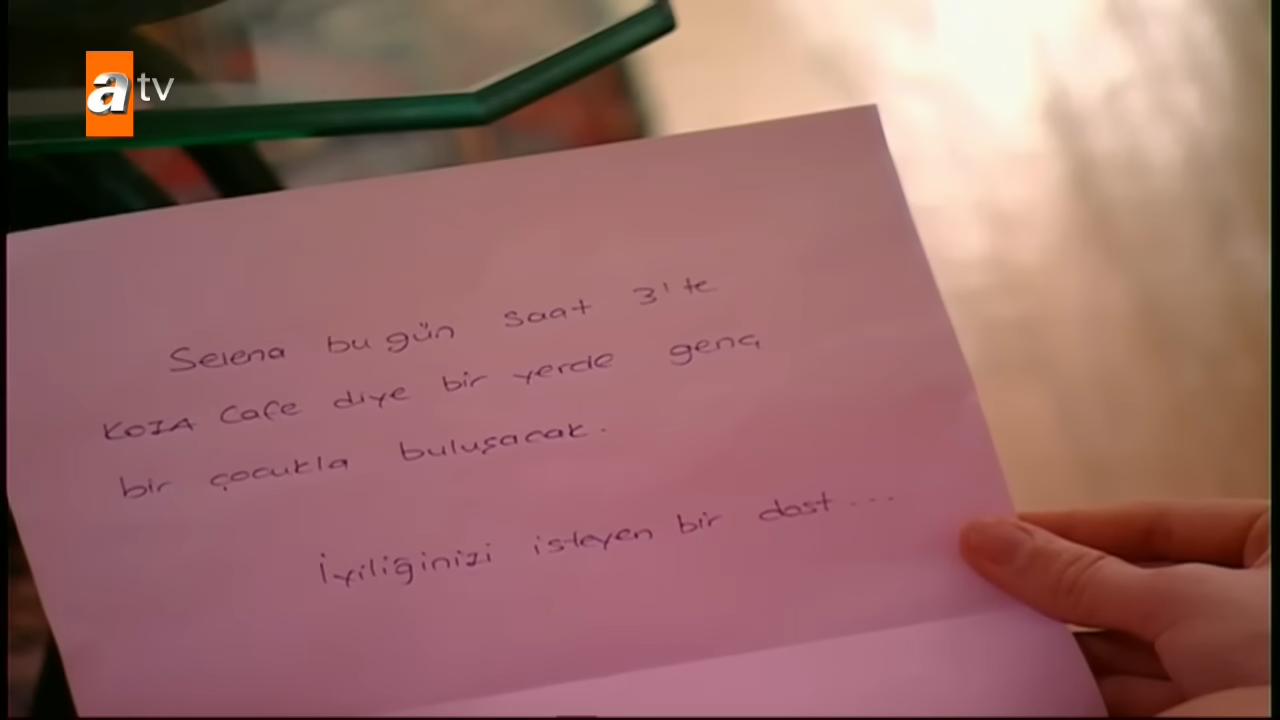 atv
Selena bugün saat 3'te
KOZA Cafe diye bir yerde genç
bir çocukla buluşacak.
İyiliğinizi isteyen bir dost...